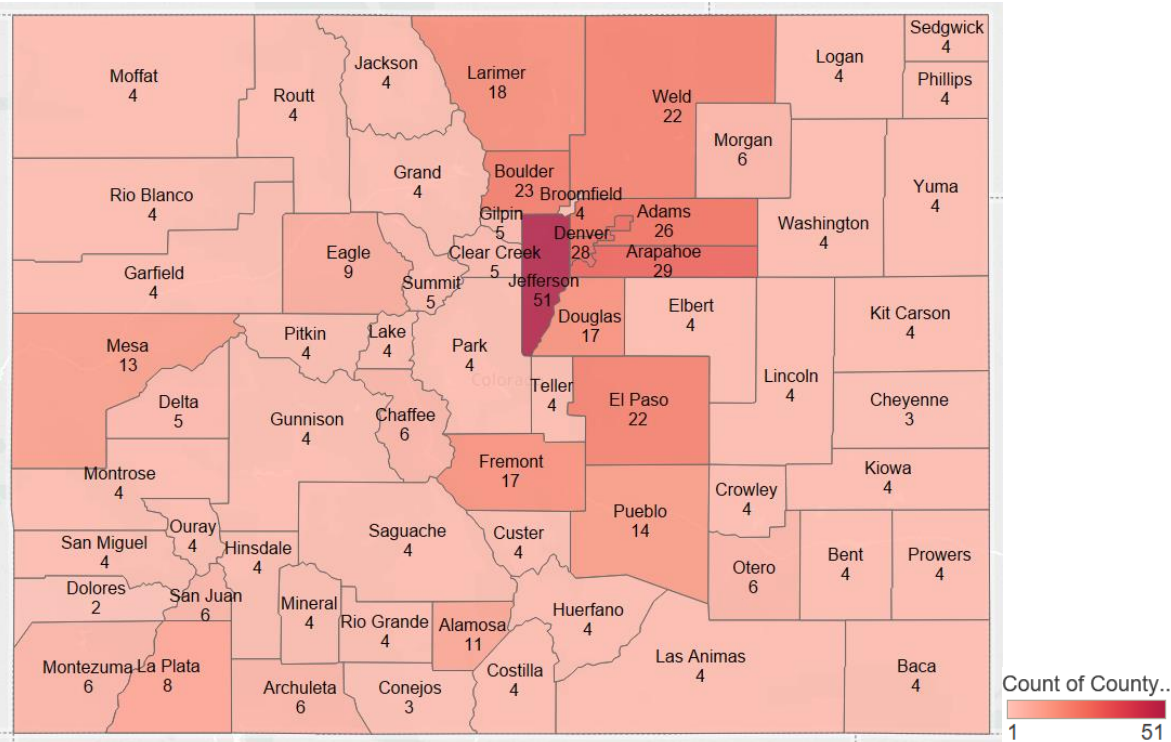 Sedgwick
4
Logan
4
Jackson
4
Larimer
18
Moffat
4
Phillips
4
Routt
4
Weld
22
Morgan
6
Grand
4
Boulder
23
Yuma
4
Rio Blanco
4
Broomfield
4
Gilpin
5
Adams
26
Washington
4
Denver
28
Eagle
9
Clear Creek
5
Arapahoe
29
Garfield
4
Summit
5
Jefferson
51
Elbert
4
Kit Carson
4
Douglas
17
Pitkin
4
Lake
4
Mesa
13
Park
4
Lincoln
4
Colorad
Teller
4
El Paso
22
Cheyenne
3
Delta
5
Gunnison
4
Chaffee
6
Fremont
17
Kiowa
4
Montrose
4
Crowley
4
Pueblo
14
Ouray
4
Saguache
4
Custer
4
San Miguel
4
Hinsdale
4
Bent
4
Prowers
4
Otero
6
Dolores
2
San Juan
6
Mineral
4
Rio Grande
4
Alamosa
11
Huerfano
4
Montezuma
6
La Plata
8
Las Animas
4
Costilla
4
Baca
4
Archuleta
6
Conejos
3
Count of County..
1 51